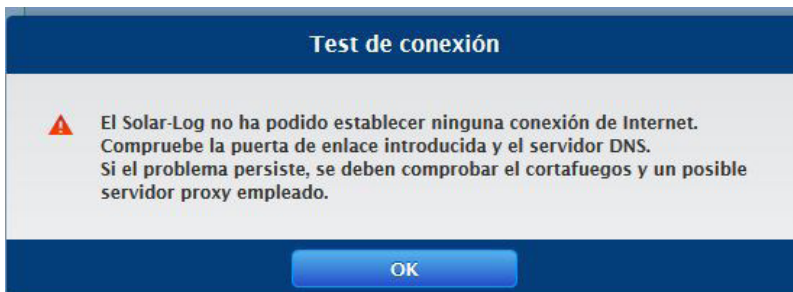 Test de conexión
El Solar-Log no ha podido establecer ninguna conexión de Internet.
Compruebe la puerta de enlace introducida y el servidor DNS.
Si el problema persiste, se deben comprobar el cortafuegos y un posible
servidor proxy empleado.
OK